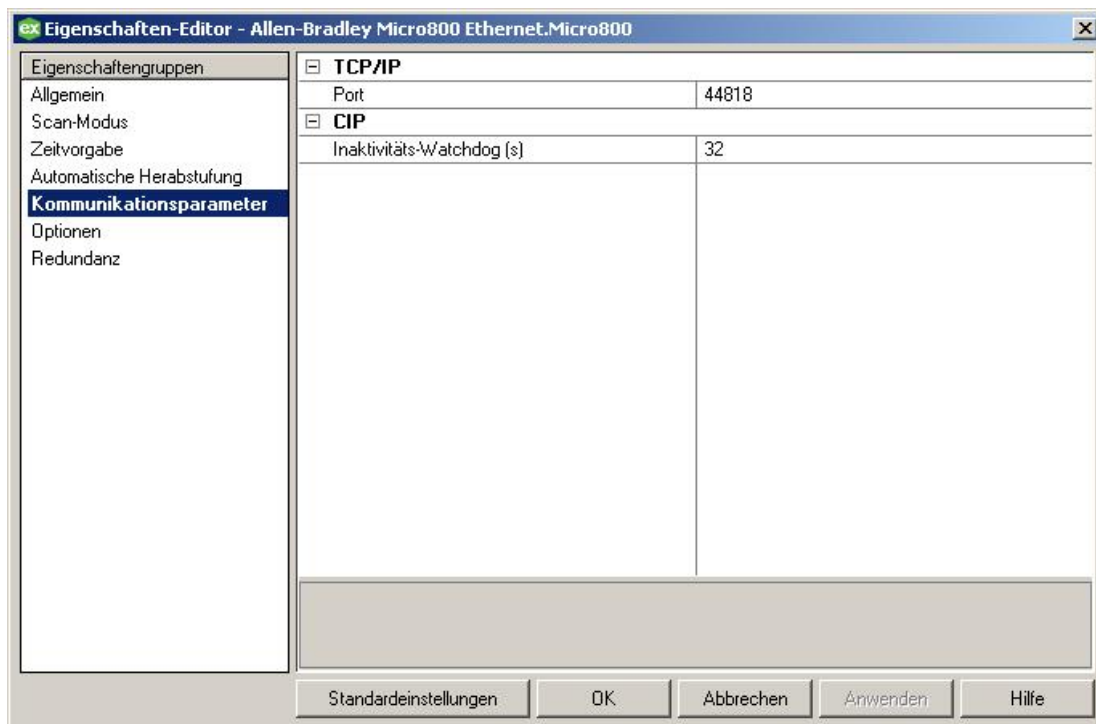 ex Eigenschaften-Editor - Allen-Bradley Micro800 Ethernet.Micro800
Eigenschaftengruppen
Allgemein
Scan-Modus
Zeitvorgabe
Automatische Herabstufung
Kommunikationsparameter
Optionen
Redundanz
TCP/IP
Port 44818
CIP
Inaktivitäts-Watchdog (s) 32
Standardeinstellungen OK Abbrechen Anwenden Hilfe